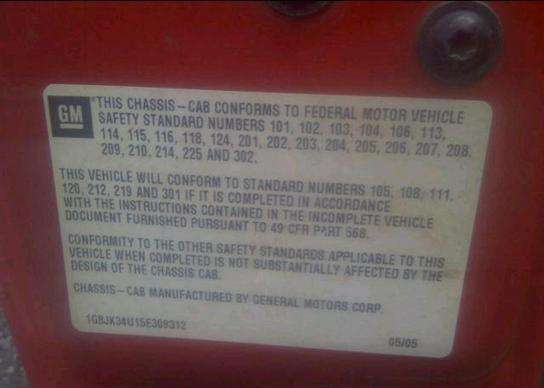 GM
THIS CHASSIS-CAB CONFORMS TO FEDERAL MOTOR VEHICLE
SAFETY STANDARD NUMBERS 101, 102, 103, 104, 106, 113,
114, 115, 116, 118, 124, 201, 202, 203, 204, 205, 206, 207, 208,
209, 210, 214, 225 AND 302.
THIS VEHICLE WILL CONFORM TO STANDARD NUMBERS 105, 108, 111,
120, 212, 219 AND 301 IF IT IS COMPLETED IN ACCORDANCE
WITH THE INSTRUCTIONS CONTAINED IN THE INCOMPLETE VEHICLE
DOCUMENT FURNISHED PURSUANT TO 49 CFR PART 568.
CONFORMITY TO THE OTHER SAFETY STANDARDS APPLICABLE TO THIS
VEHICLE WHEN COMPLETED IS NOT SUBSTANTIALLY AFFECTED BY THE
DESIGN OF THE CHASSIS CAB.
CHASSIS-CAB MANUFACTURED BY GENERAL MOTORS CORP.
1GBJK34U15E309312
05/05